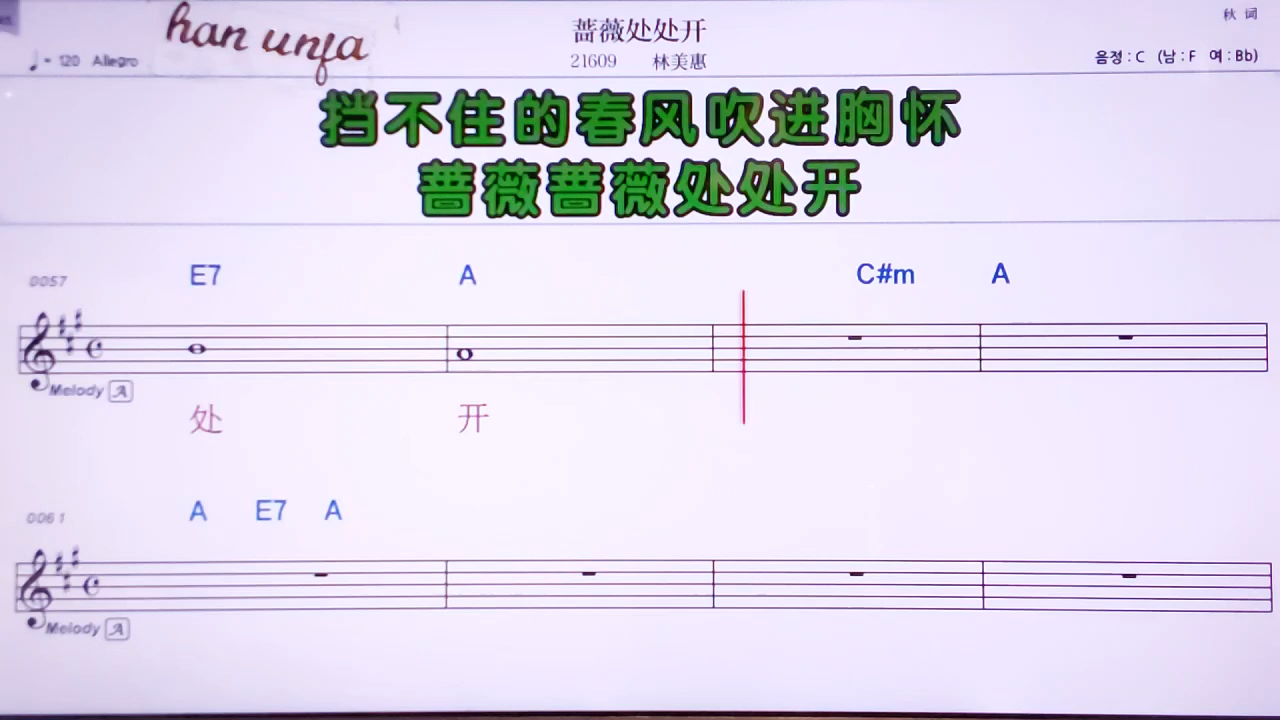 han unja
蔷薇处处开
秋 词
♩= 120 Allegro
21609 林美惠
음정 : C (남 : F 여 : Bb)
挡不住的春风吹进胸怀
蔷薇蔷薇处处开
0057 E7 A C#m A
Melody A
处 开
0061 A E7 A
Melody A